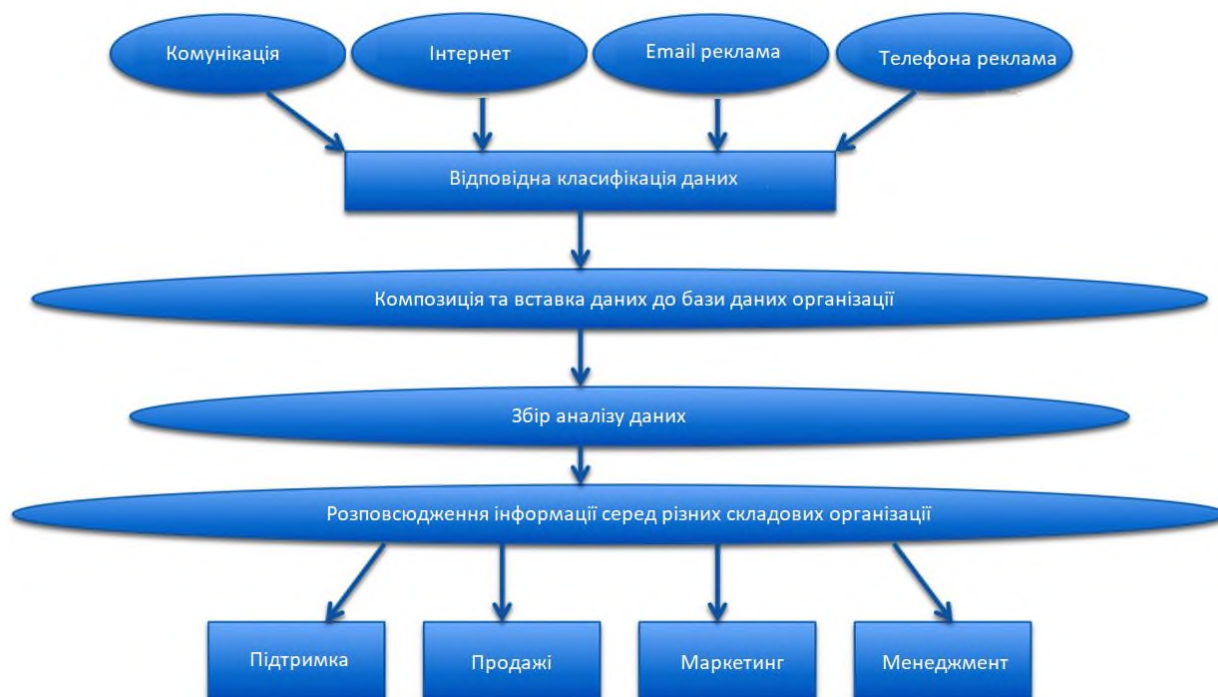 Комунікація
Інтернет
Email реклама
Телефона реклама
Відповідна класифікація даних
Композиція та вставка даних до бази даних організації
Збір аналізу даних
Розповсюдження інформації серед різних складових організації
Підтримка
Продажі
Маркетинг
Менеджмент